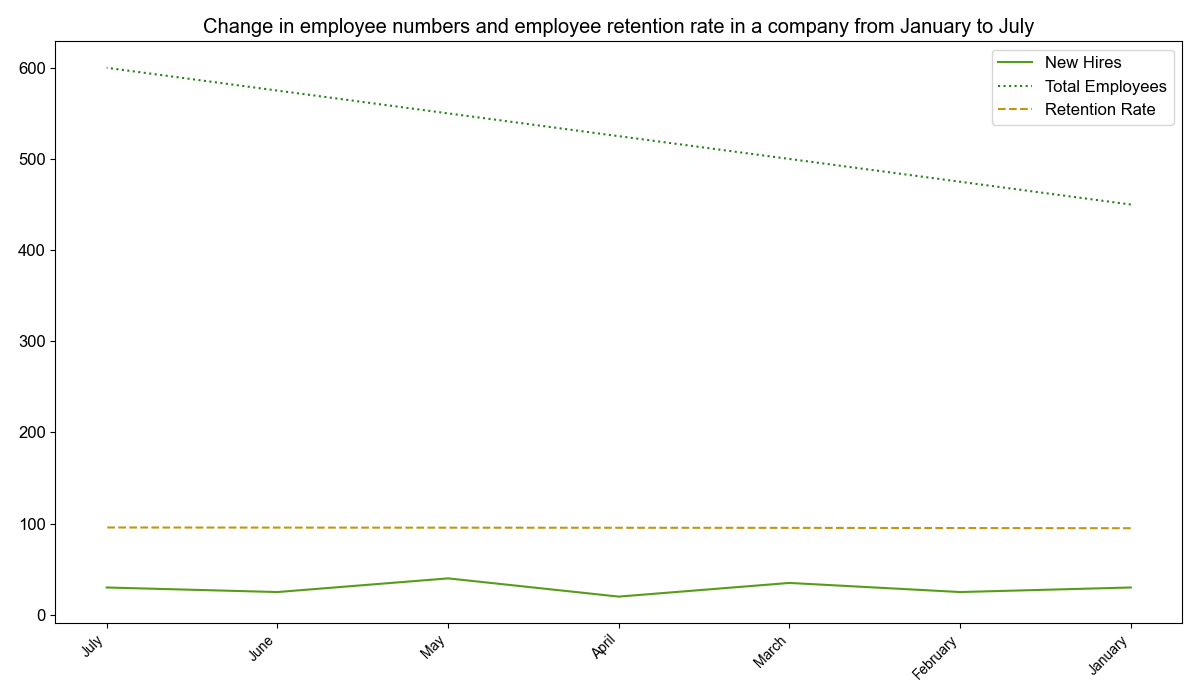 Change in employee numbers and employee retention rate in a company from January to July
New Hires
Total Employees
Retention Rate
600
500
400
300
200
100
0
July
June
May
April
March
February
January